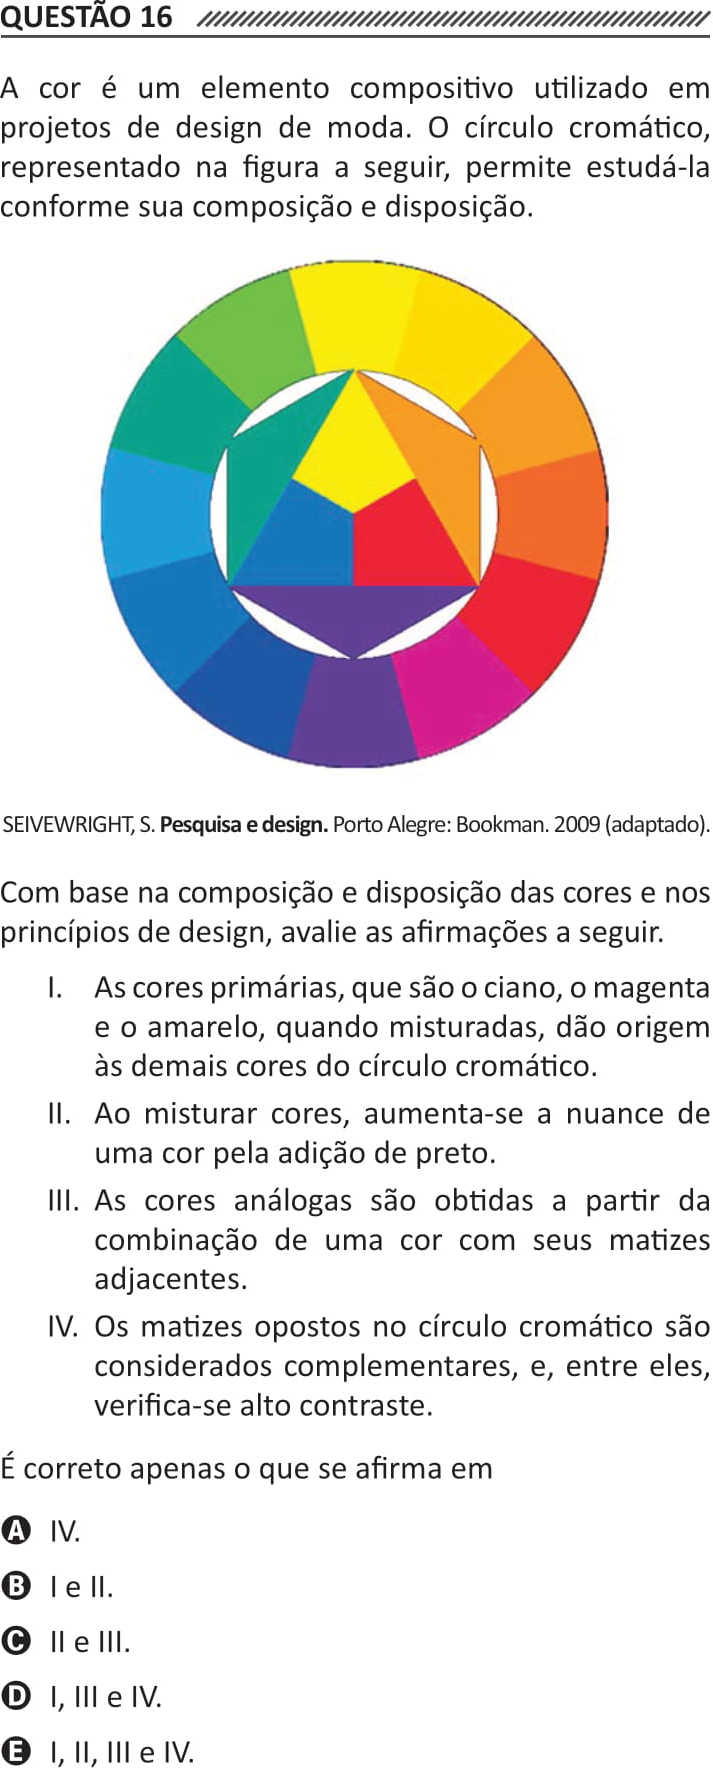 QUESTÃO 16
A cor é um elemento compositivo utilizado em
projetos de design de moda. O círculo cromático,
representado na figura a seguir, permite estudá-la
conforme sua composição e disposição.
SEIVEWRIGHT, S. Pesquisa e design. Porto Alegre: Bookman. 2009 (adaptado).
Com base na composição e disposição das cores e nos
princípios de design, avalie as afirmações a seguir.
I. As cores primárias, que são o ciano, o magenta
e o amarelo, quando misturadas, dão origem
às demais cores do círculo cromático.
II. Ao misturar cores, aumenta-se a nuance de
uma cor pela adição de preto.
III. As cores análogas são obtidas a partir da
combinação de uma cor com seus matizes
adjacentes.
IV. Os matizes opostos no círculo cromático são
considerados complementares, e, entre eles,
verifica-se alto contraste.
É correto apenas o que se afirma em
A IV.
B I e II.
C II e III.
D I, III e IV.
E I, II, III e IV.